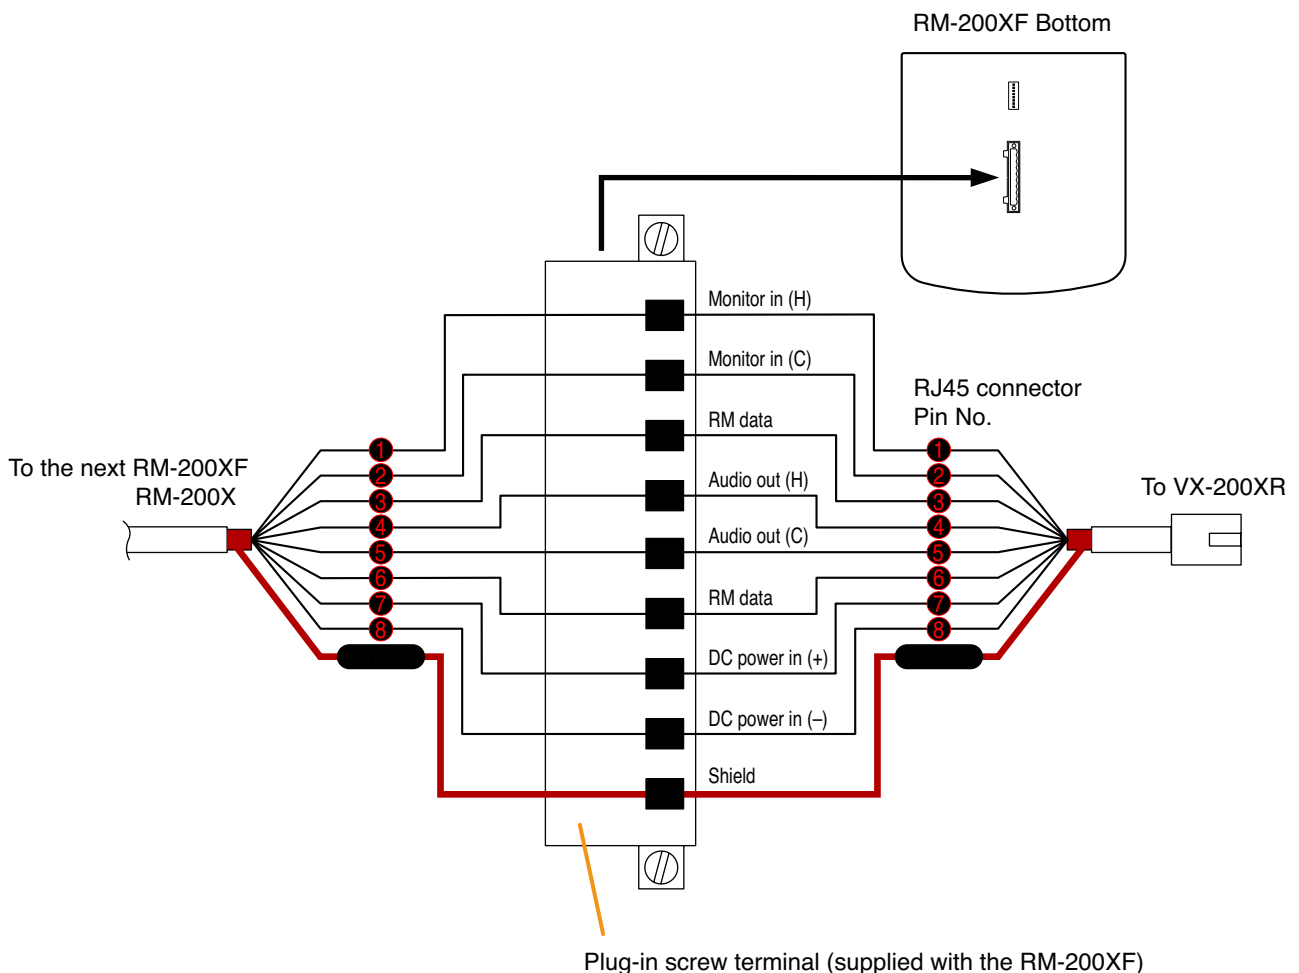 RM-200XF Bottom
Monitor in (H)
Monitor in (C)
RM data
Audio out (H)
Audio out (C)
RM data
DC power in (+)
DC power in (–)
Shield
To the next RM-200XF
RM-200X
1
2
3
4
5
6
7
8
RJ45 connector
Pin No.
1
2
3
4
5
6
7
8
To VX-200XR
Plug-in screw terminal (supplied with the RM-200XF)